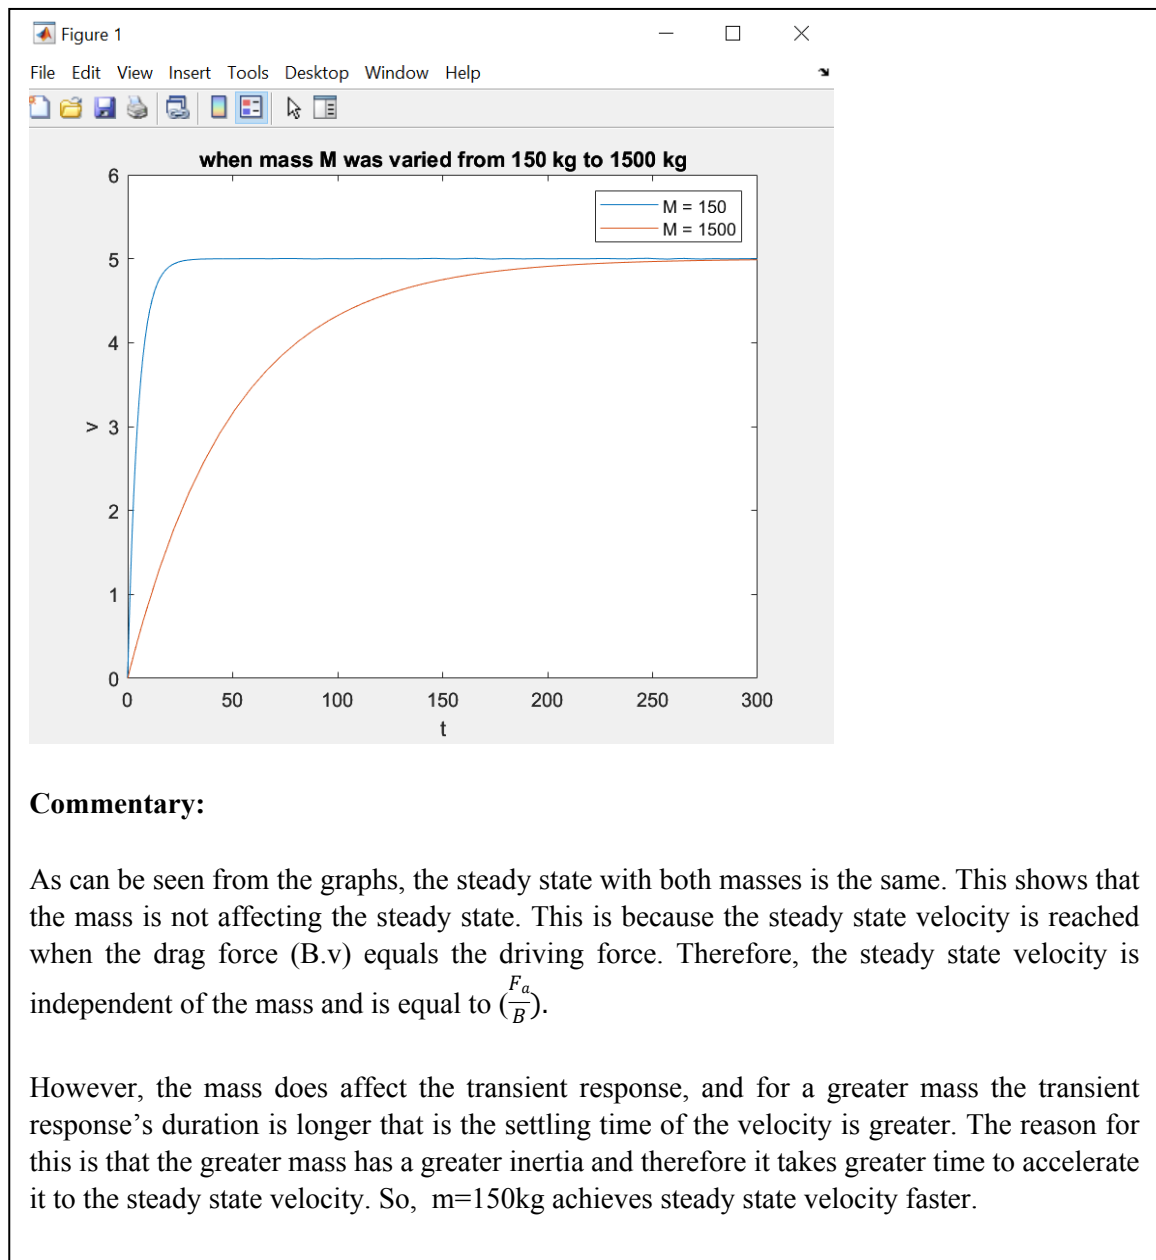 Figure 1
File Edit View Insert Tools Desktop Window Help
when mass M was varied from 150 kg to 1500 kg
6
M = 150
M = 1500
5
4
v
3
2
1
0
0 50 100 150 200 250 300
t
Commentary:
As can be seen from the graphs, the steady state with both masses is the same. This shows that
the mass is not affecting the steady state. This is because the steady state velocity is reached
when the drag force (B.v) equals the driving force. Therefore, the steady state velocity is
independent of the mass and is equal to (F_a/B).
However, the mass does affect the transient response, and for a greater mass the transient
response’s duration is longer that is the settling time of the velocity is greater. The reason for
this is that the greater mass has a greater inertia and therefore it takes greater time to accelerate
it to the steady state velocity. So, m=150kg achieves steady state velocity faster.